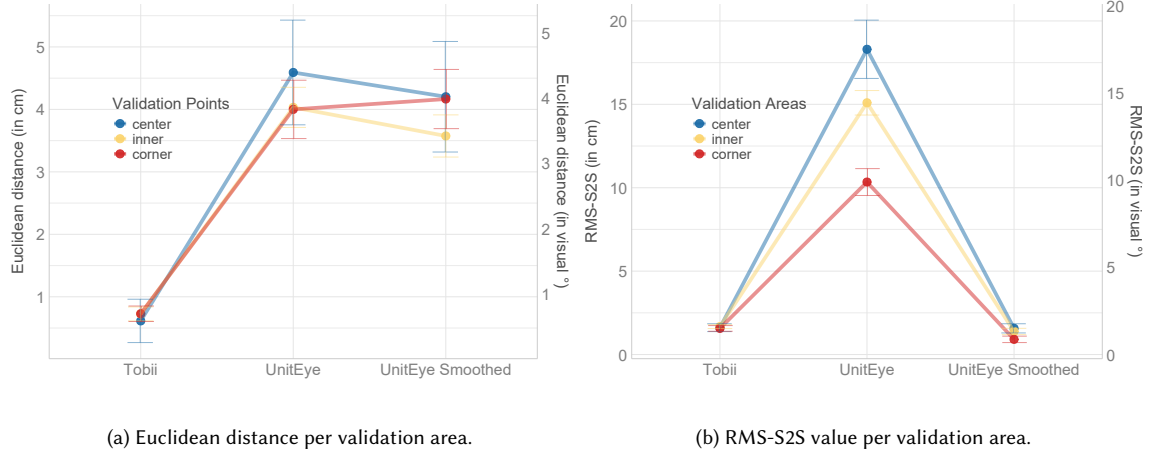 Euclidean distance (in cm)
5
4
3
2
1
Validation Points
center
inner
corner
5
4
3
2
1
Euclidean distance (in visual °)
Tobii
UnitEye
UnitEye Smoothed
(a) Euclidean distance per validation area.
RMS-S2S (in cm)
20
15
10
5
0
Validation Areas
center
inner
corner
20
15
10
5
0
RMS-S2S (in visual °)
Tobii
UnitEye
UnitEye Smoothed
(b) RMS-S2S value per validation area.